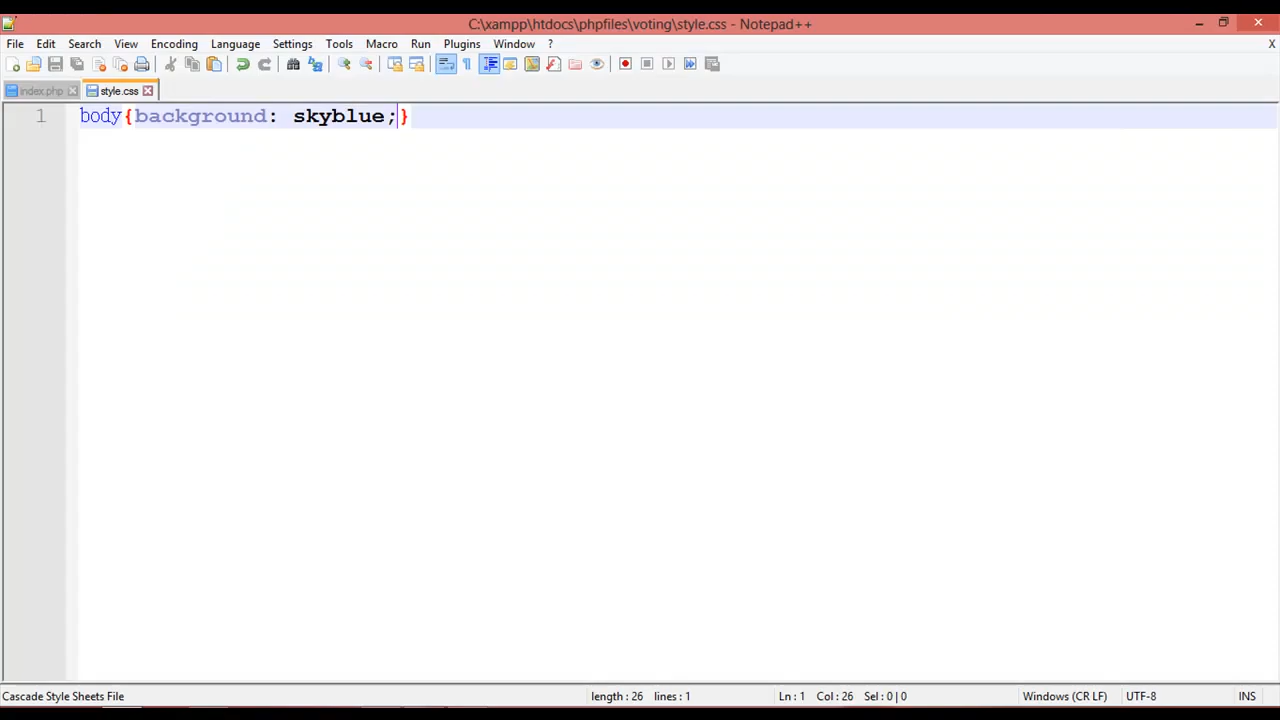 C:\xampp\htdocs\phpfiles\voting\style.css - Notepad++
File Edit Search View Encoding Language Settings Tools Macro Run Plugins Window ? X
index.php style.css
1 body{background: skyblue;}
Cascade Style Sheets File length : 26 lines : 1 Ln : 1 Col : 26 Sel : 0 | 0 Windows (CR LF) UTF-8 INS